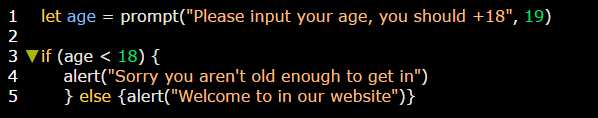 1 let age = prompt("Please input your age, you should +18", 19)
2
3 if (age < 18) {
4 alert("Sorry you aren't old enough to get in")
5 } else {alert("Welcome to in our website")}